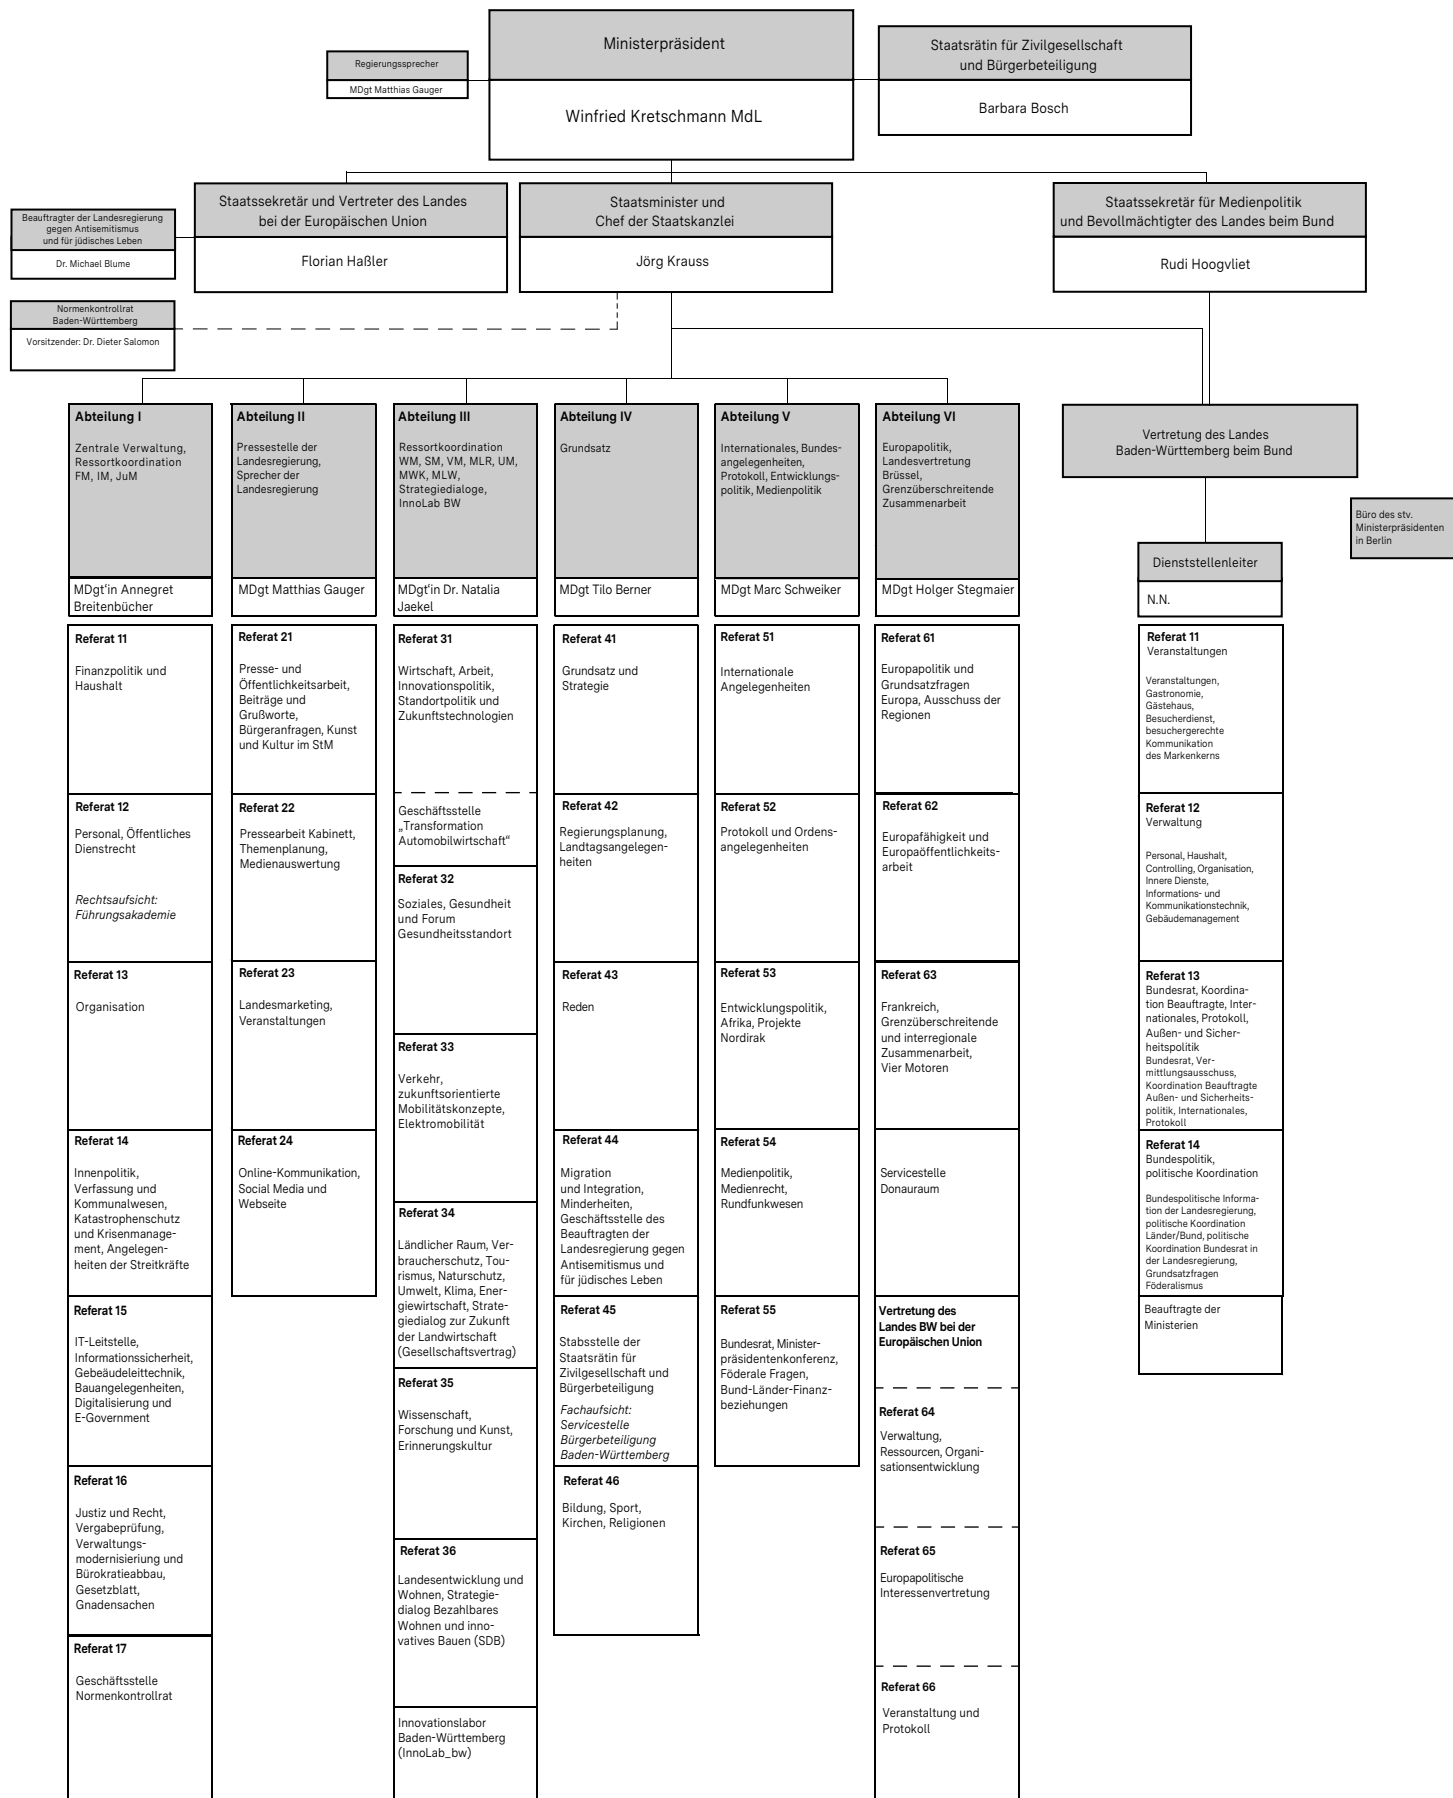 Ministerpräsident
Winfried Kretschmann MdL
Regierungssprecher
MDgt Matthias Gauger
Staatsrätin für Zivilgesellschaft
und Bürgerbeteiligung
Barbara Bosch
Beauftragter der Landesregierung
gegen Antisemitismus
und für jüdisches Leben
Dr. Michael Blume
Staatssekretär und Vertreter des Landes
bei der Europäischen Union
Florian Haßler
Staatsminister und
Chef der Staatskanzlei
Jörg Krauss
Staatssekretär für Medienpolitik
und Bevollmächtigter des Landes beim Bund
Rudi Hoogvliet
Normenkontrollrat
Baden-Württemberg
Vorsitzender: Dr. Dieter Salomon
Abteilung I
Zentrale Verwaltung,
Ressortkoordination
FM, IM, JuM
MDgt‘in Annegret
Breitenbücher
Referat 11
Finanzpolitik und
Haushalt
Referat 12
Personal, Öffentliches
Dienstrecht
Rechtsaufsicht:
Führungsakademie
Referat 13
Organisation
Referat 14
Innenpolitik,
Verfassung und
Kommunalwesen,
Katastrophenschutz
und Krisenmanage-
ment, Angelegen-
heiten der Streitkräfte
Referat 15
IT-Leitstelle,
Informationssicherheit,
Gebeäudeleittechnik,
Bauangelegenheiten,
Digitalisierung und
E-Government
Referat 16
Justiz und Recht,
Vergabeprüfung,
Verwaltungs-
modernisieriung und
Bürokratieabbau,
Gesetzblatt,
Gnadensachen
Referat 17
Geschäftsstelle
Normenkontrollrat
Abteilung II
Pressestelle der
Landesregierung,
Sprecher der
Landesregierung
MDgt Matthias Gauger
Referat 21
Presse- und
Öffentlichkeitsarbeit,
Beiträge und
Grußworte,
Bürgeranfragen, Kunst
und Kultur im StM
Referat 22
Pressearbeit Kabinett,
Themenplanung,
Medienauswertung
Referat 23
Landesmarketing,
Veranstaltungen
Referat 24
Online-Kommunikation,
Social Media und
Webseite
Abteilung III
Ressortkoordination
WM, SM, VM, MLR, UM,
MWK, MLW,
Strategiedialoge,
InnoLab BW
MDgt‘in Dr. Natalia
Jaekel
Referat 31
Wirtschaft, Arbeit,
Innovationspolitik,
Standortpolitik und
Zukunftstechnologien
Geschäftsstelle
„Transformation
Automobilwirtschaft“
Referat 32
Soziales, Gesundheit
und Forum
Gesundheitsstandort
Referat 33
Verkehr,
zukunftsorientierte
Mobilitätskonzepte,
Elektromobilität
Referat 34
Ländlicher Raum, Ver-
braucherschutz, Tou-
rismus, Naturschutz,
Umwelt, Klima, Ener-
giewirtschaft, Strate-
giedialog zur Zukunft
der Landwirtschaft
(Gesellschaftsvertrag)
Referat 35
Wissenschaft,
Forschung und Kunst,
Erinnerungskultur
Referat 36
Landesentwicklung und
Wohnen, Strategie-
dialog Bezahlbares
Wohnen und inno-
vatives Bauen (SDB)
Innovationslabor
Baden-Württemberg
(InnoLab_bw)
Abteilung IV
Grundsatz
MDgt Tilo Berner
Referat 41
Grundsatz und
Strategie
Referat 42
Regierungsplanung,
Landtagsangelegen-
heiten
Referat 43
Reden
Referat 44
Migration
und Integration,
Minderheiten,
Geschäftsstelle des
Beauftragten der
Landesregierung gegen
Antisemitismus und
für jüdisches Leben
Referat 45
Stabsstelle der
Staatsrätin für
Zivilgesellschaft und
Bürgerbeteiligung
Fachaufsicht:
Servicestelle
Bürgerbeteiligung
Baden-Württemberg
Referat 46
Bildung, Sport,
Kirchen, Religionen
Abteilung V
Internationales, Bundes-
angelegenheiten,
Protokoll, Entwicklungs-
politik, Medienpolitik
MDgt Marc Schweiker
Referat 51
Internationale
Angelegenheiten
Referat 52
Protokoll und Ordens-
angelegenheiten
Referat 53
Entwicklungspolitik,
Afrika, Projekte
Nordirak
Referat 54
Medienpolitik,
Medienrecht,
Rundfunkwesen
Referat 55
Bundesrat, Minister-
präsidentenkonferenz,
Föderale Fragen,
Bund-Länder-Finanz-
beziehungen
Abteilung VI
Europapolitik,
Landesvertretung
Brüssel,
Grenzüberschreitende
Zusammenarbeit
MDgt Holger Stegmaier
Referat 61
Europapolitik und
Grundsatzfragen
Europa, Ausschuss der
Regionen
Referat 62
Europafähigkeit und
Europaöffentlichkeits-
arbeit
Referat 63
Frankreich,
Grenzüberschreitende
und interregionale
Zusammenarbeit,
Vier Motoren
Servicestelle
Donauraum
Vertretung des
Landes BW bei der
Europäischen Union
Referat 64
Verwaltung,
Ressourcen, Organi-
sationsentwicklung
Referat 65
Europapolitische
Interessenvertretung
Referat 66
Veranstaltung und
Protokoll
Vertretung des Landes
Baden-Württemberg beim Bund
Büro des stv.
Ministerpräsidenten
in Berlin
Dienststellenleiter
N.N.
Referat 11
Veranstaltungen
Veranstaltungen,
Gastronomie,
Gästehaus,
Besucherdienst,
besuchergerechte
Kommunikation
des Markenkerns
Referat 12
Verwaltung
Personal, Haushalt,
Controlling, Organisation,
Innere Dienste,
Informations- und
Kommunikationstechnik,
Gebäudemanagement
Referat 13
Bundesrat, Koordina-
tion Beauftragte, Inter-
nationales, Protokoll,
Außen- und Sicher-
heitspolitik
Bundesrat, Ver-
mittlungsausschuss,
Koordination Beauftragte
Außen- und Sicherheits-
politik, Internationales,
Protokoll
Referat 14
Bundespolitik,
politische Koordination
Bundespolitische Informa-
tion der Landesregierung,
politische Koordination
Länder/Bund, politische
Koordination Bundesrat in
der Landesregierung,
Grundsatzfragen
Föderalismus
Beauftragte der
Ministerien